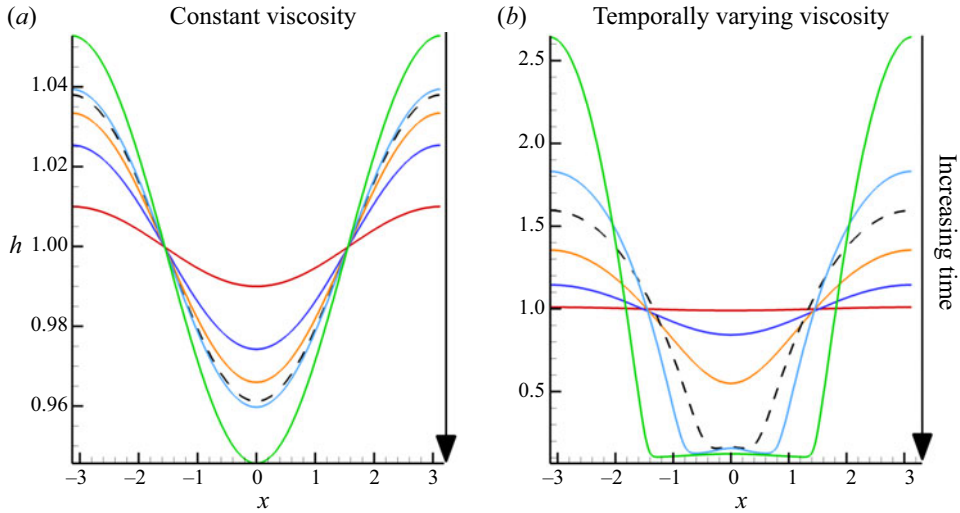 (a) Constant viscosity
(b) Temporally varying viscosity
1.04
1.02
h 1.00
0.98
0.96
–3 –2 –1 0 1 2 3
x
2.5
2.0
1.5
1.0
0.5
–3 –2 –1 0 1 2 3
x
Increasing time